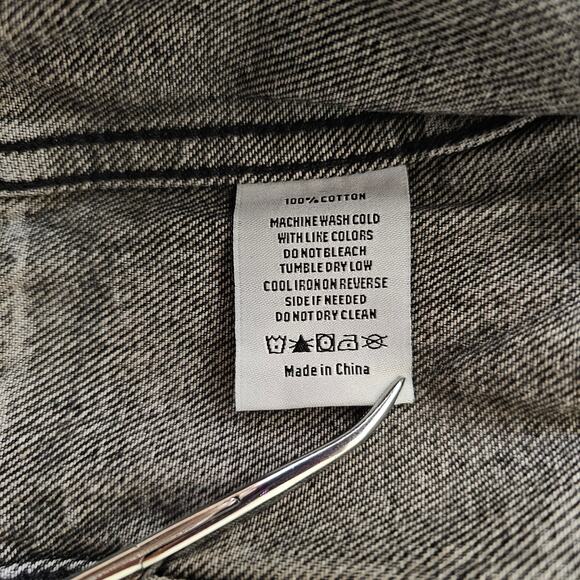 100% COTTON
MACHINE WASH COLD
WITH LIKE COLORS
DO NOT BLEACH
TUMBLE DRY LOW
COOL IRON ON REVERSE
SIDE IF NEEDED
DO NOT DRY CLEAN
Made in China